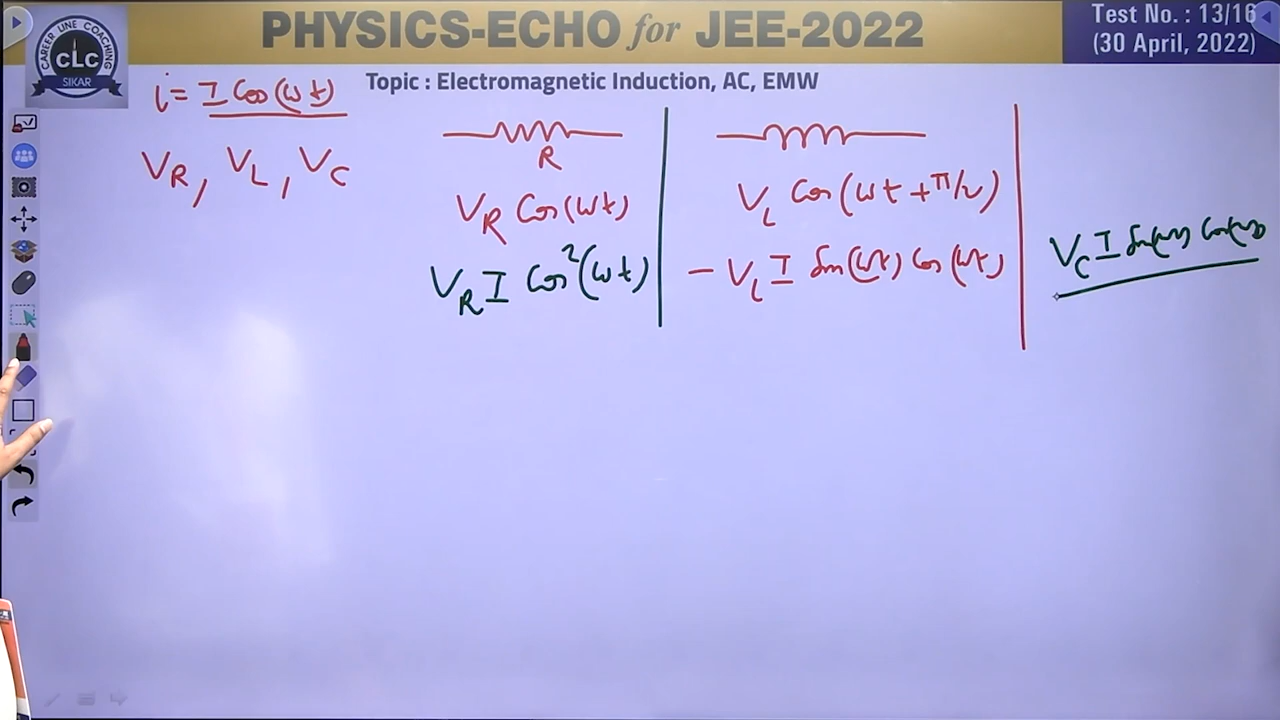 PHYSICS-ECHO for JEE-2022
Test No. : 13/16
(30 April, 2022)
CAREER LINE COACHING
CLC
SIKAR
Topic : Electromagnetic Induction, AC, EMW
i = I Cos(ωt)
V_R, V_L, V_C
R
V_R Cos(ωt)
V_R I Cos²(ωt)
V_L Cos(ωt + π/2)
- V_L I Sin(ωt) Cos(ωt)
V_C I Sin(ωt) Cos(ωt)